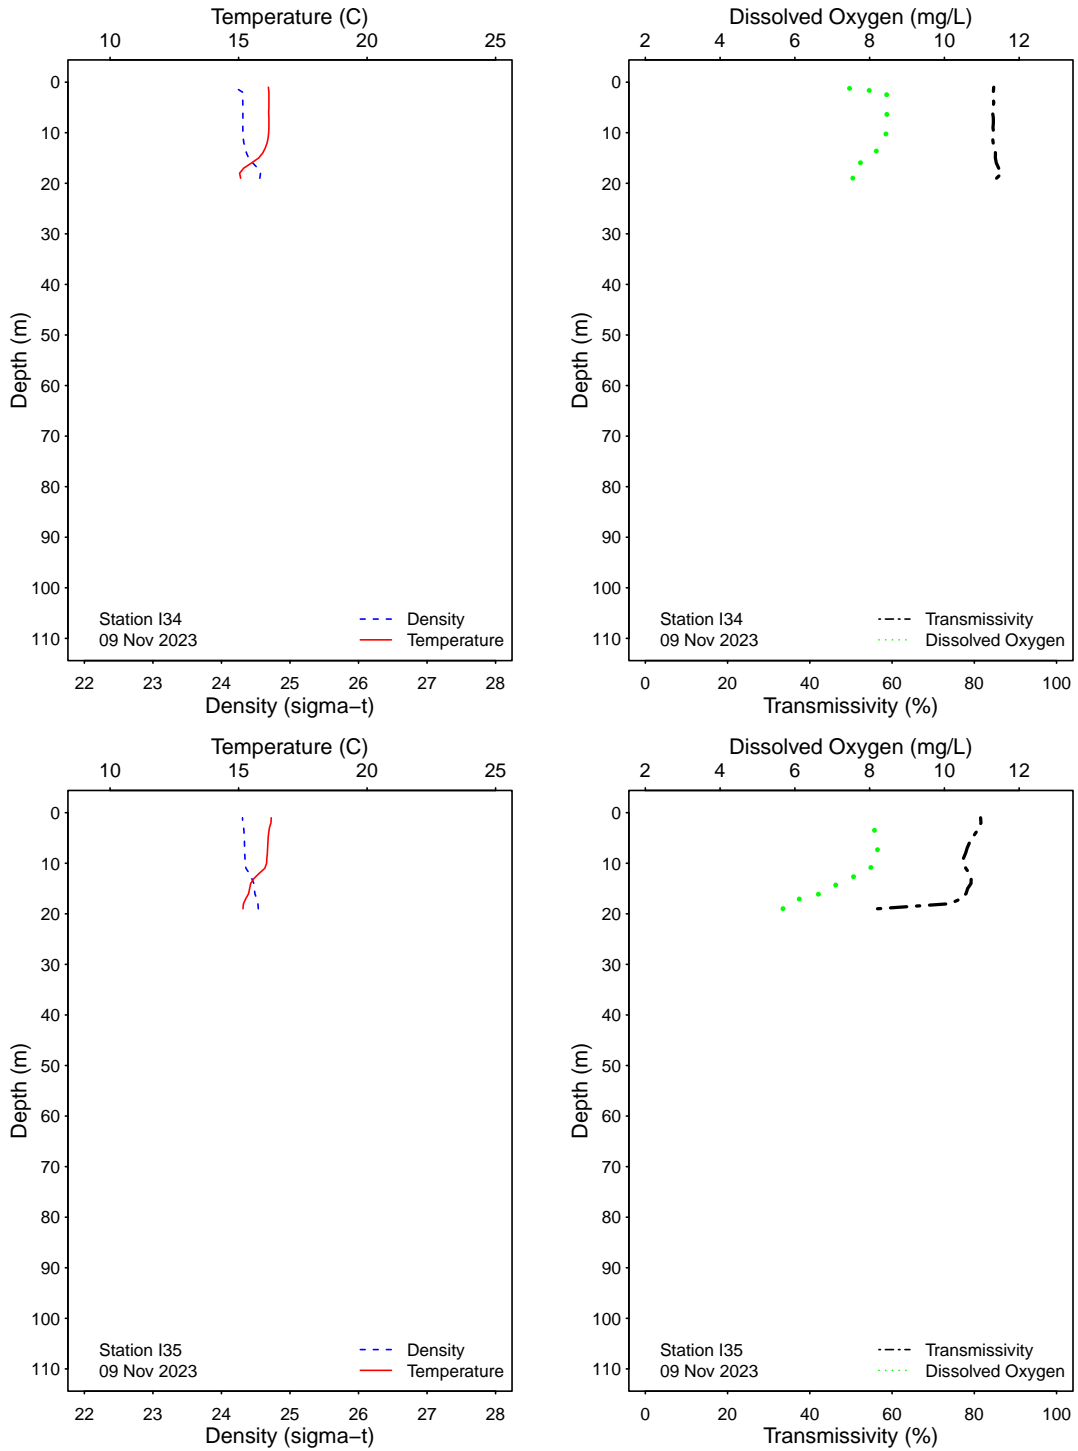 Temperature (C)
10 15 20 25
0
10
20
30
40
50
60
70
80
90
100
110
Depth (m)
Station I34
09 Nov 2023
Density
Temperature
22 23 24 25 26 27 28
Density (sigma−t)
Dissolved Oxygen (mg/L)
2 4 6 8 10 12
0
10
20
30
40
50
60
70
80
90
100
110
Depth (m)
Station I34
09 Nov 2023
Transmissivity
Dissolved Oxygen
0 20 40 60 80 100
Transmissivity (%)
Temperature (C)
10 15 20 25
0
10
20
30
40
50
60
70
80
90
100
110
Depth (m)
Station I35
09 Nov 2023
Density
Temperature
22 23 24 25 26 27 28
Density (sigma−t)
Dissolved Oxygen (mg/L)
2 4 6 8 10 12
0
10
20
30
40
50
60
70
80
90
100
110
Depth (m)
Station I35
09 Nov 2023
Transmissivity
Dissolved Oxygen
0 20 40 60 80 100
Transmissivity (%)